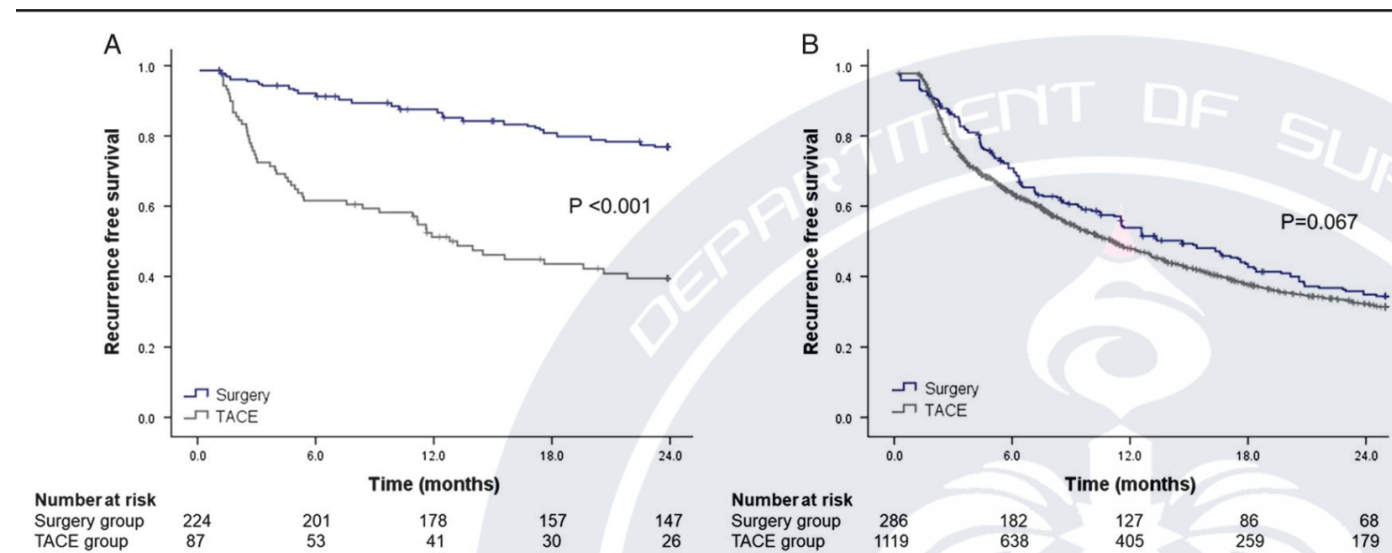 A
B
1.0
0.8
0.6
0.4
0.2
0.0
Recurrence free survival
P <0.001
Surgery
TACE
0.0 6.0 12.0 18.0 24.0
Time (months)
1.0
0.8
0.6
0.4
0.2
0.0
Recurrence free survival
P=0.067
Surgery
TACE
0.0 6.0 12.0 18.0 24.0
Time (months)
Number at risk
Surgery group 224 201 178 157 147
TACE group 87 53 41 30 26
Number at risk
Surgery group 286 182 127 86 68
TACE group 1119 638 405 259 179
DEPARTMENT OF